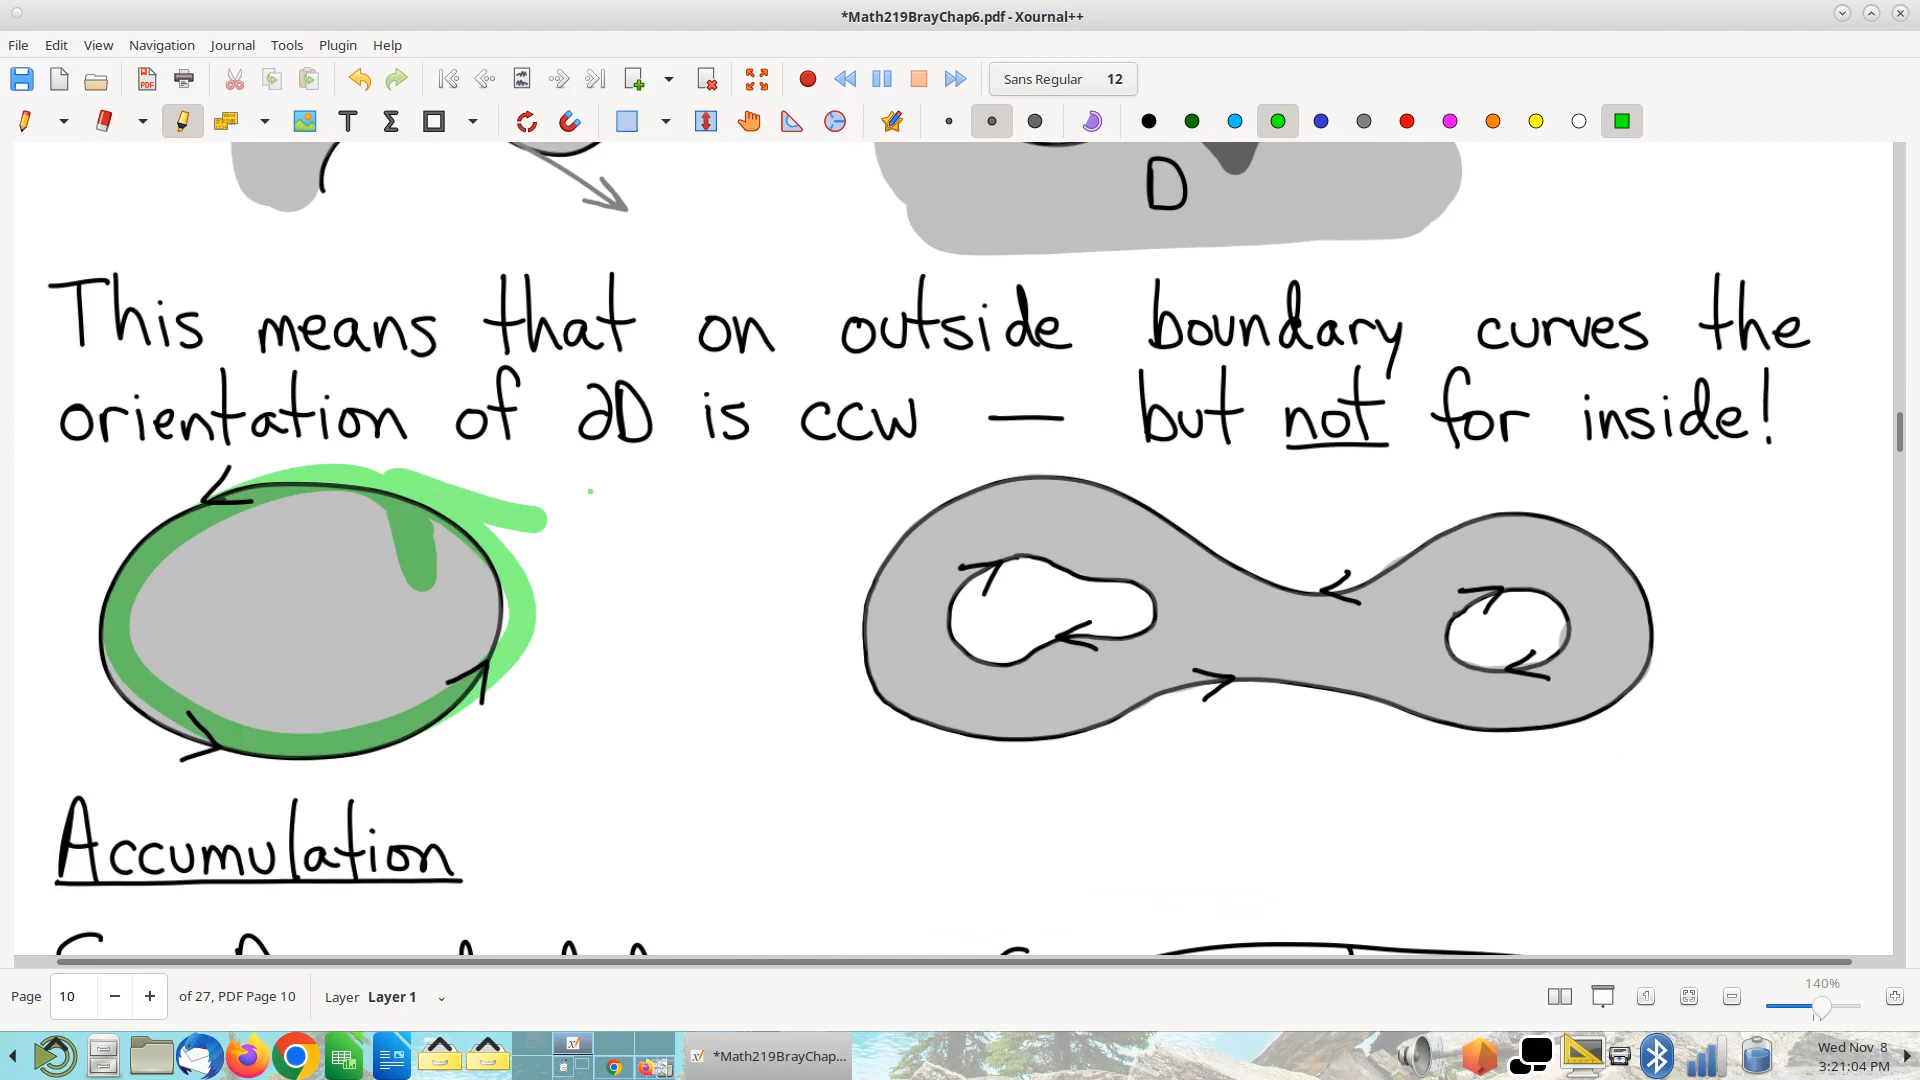 *Math219BrayChap6.pdf - Xournal++
File Edit View Navigation Journal Tools Plugin Help
Sans Regular 12
D
This means that on outside boundary curves the
orientation of ∂D is ccw — but not for inside!
Accumulation
Page 10 of 27, PDF Page 10 Layer Layer 1
140%
*Math219BrayChap...
Wed Nov 8
3:21:04 PM